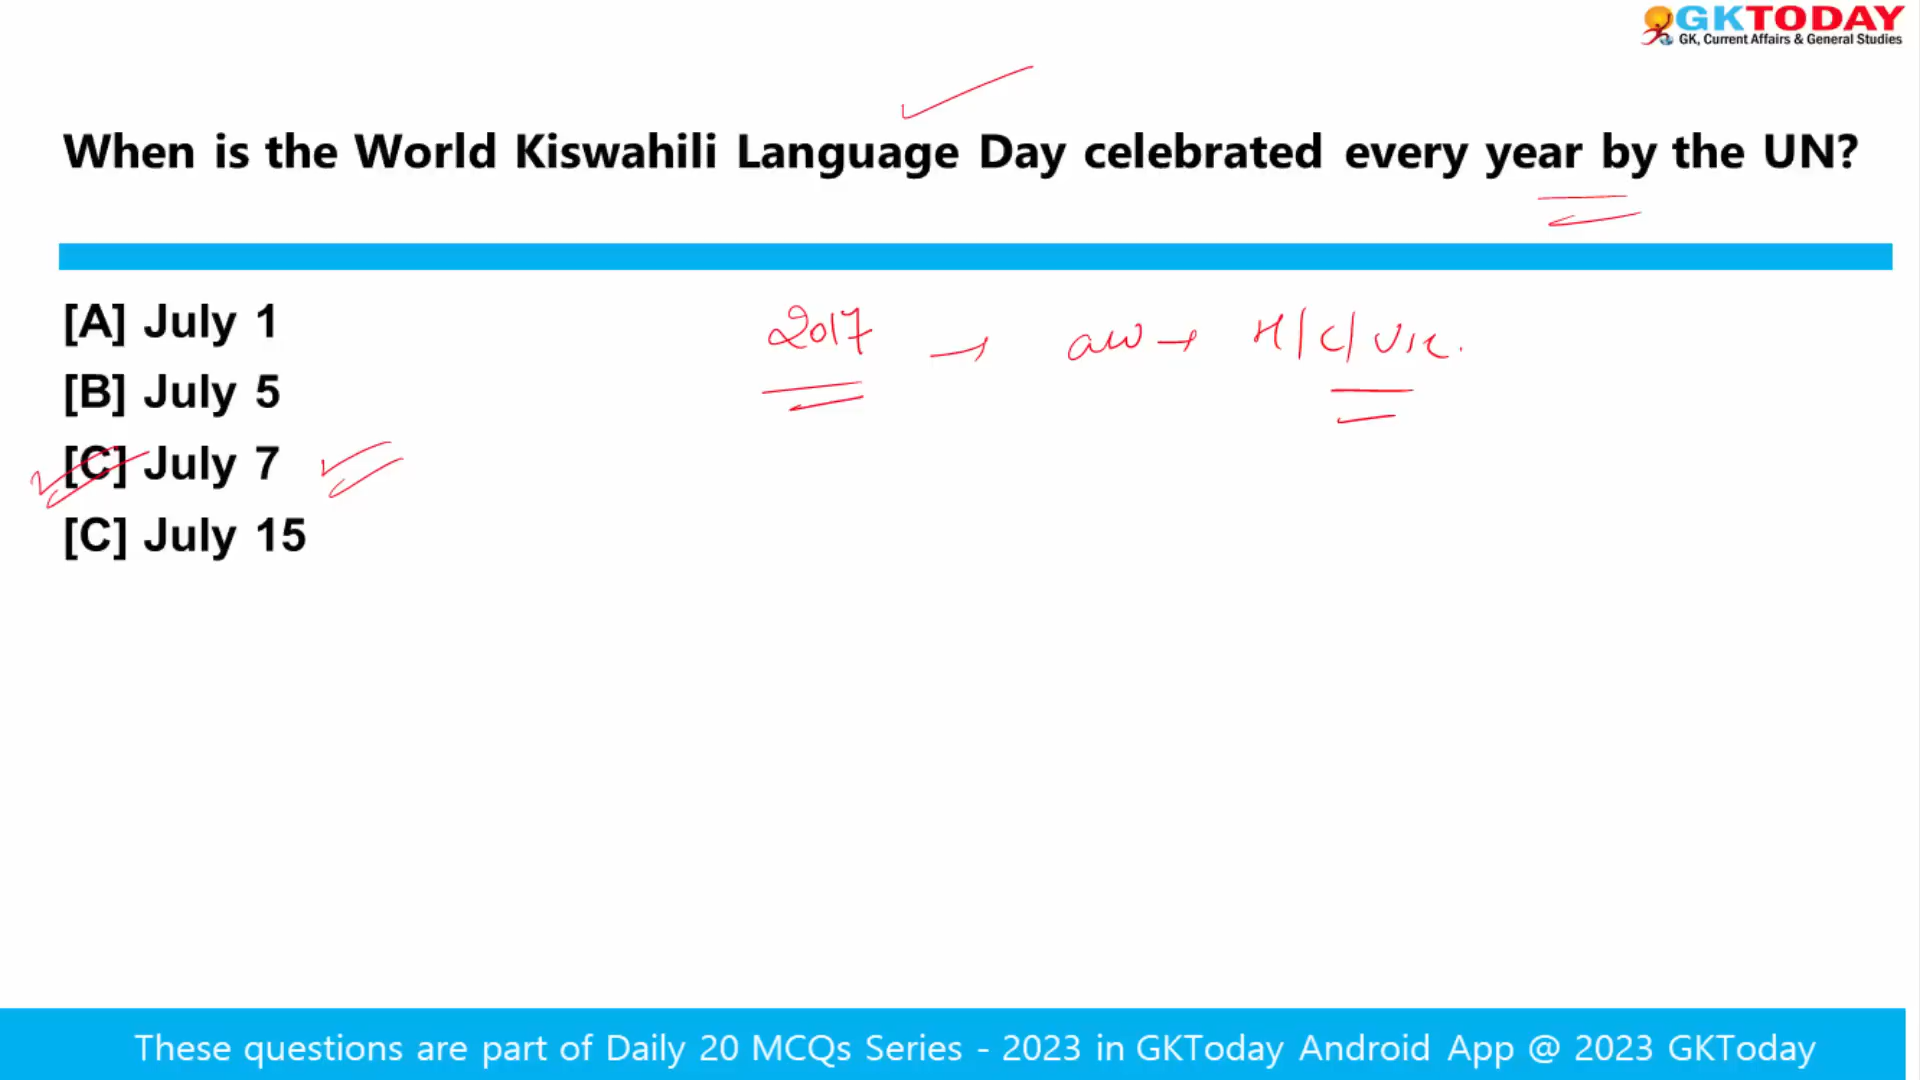 GKTODAY
GK, Current Affairs & General Studies
When is the World Kiswahili Language Day celebrated every year by the UN?
[A] July 1
2017 → aw → H/C/
[B] July 5
[C] July 7
[C] July 15
These questions are part of Daily 20 MCQs Series - 2023 in GKToday Android App @ 2023 GKToday